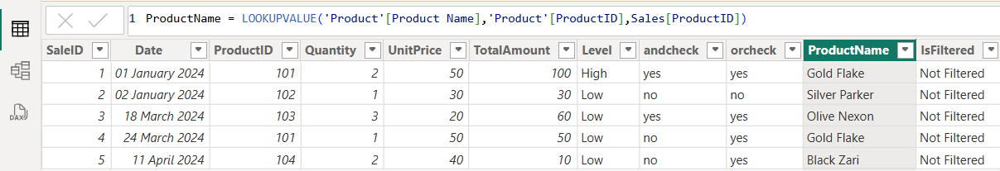 1 ProductName = LOOKUPVALUE('Product'[Product Name],'Product'[ProductID],Sales[ProductID])
SaleID Date ProductID Quantity UnitPrice TotalAmount Level andcheck orcheck ProductName IsFiltered
1 01 January 2024 101 2 50 100 High yes yes Gold Flake Not Filtered
2 02 January 2024 102 1 30 30 Low no no Silver Parker Not Filtered
3 18 March 2024 103 3 20 60 Low yes yes Olive Nexon Not Filtered
4 24 March 2024 101 1 50 50 Low no yes Gold Flake Not Filtered
5 11 April 2024 104 2 40 10 Low no yes Black Zari Not Filtered
DAX